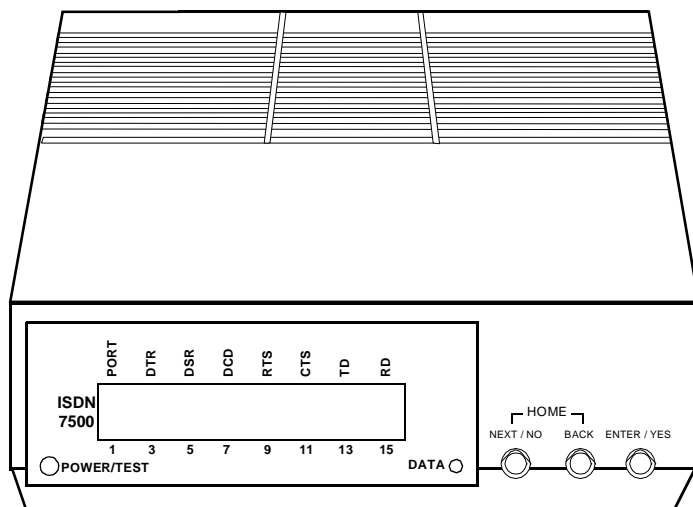 PORT DTR DSR DCD RTS CTS TD RD
ISDN
7500
1 3 5 7 9 11 13 15
POWER/TEST DATA
HOME
NEXT / NO BACK ENTER / YES